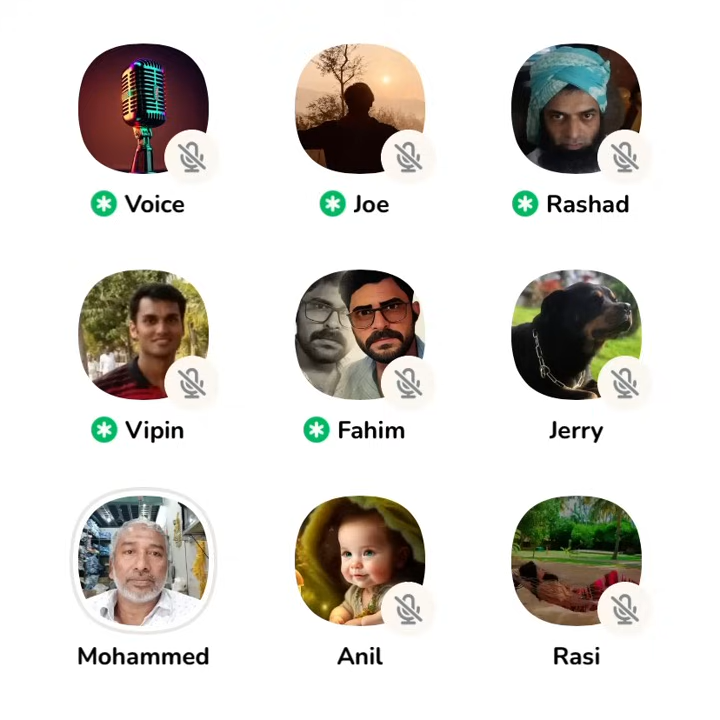 Voice
Joe
Rashad
Vipin
Fahim
Jerry
Mohammed
Anil
Rasi